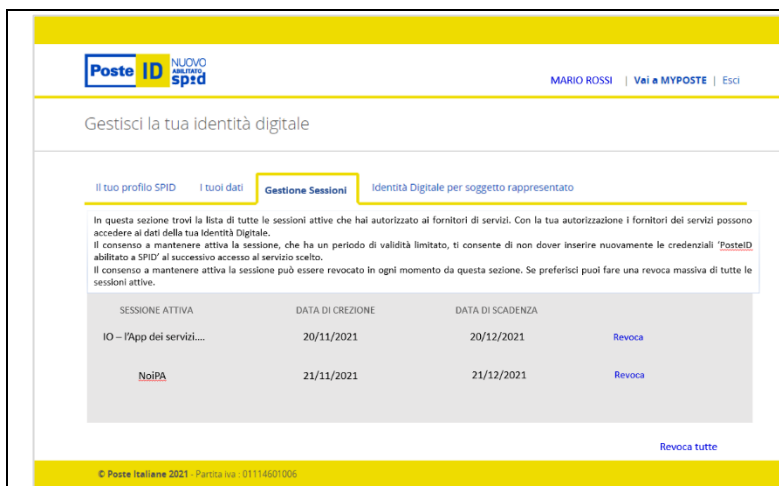 Poste ID NUOVO
ABILITATO
spid
MARIO ROSSI | Vai a MYPOSTE | Esci
Gestisci la tua identità digitale
Il tuo profilo SPID I tuoi dati Gestione Sessioni Identità Digitale per soggetto rappresentato
In questa sezione trovi la lista di tutte le sessioni attive che hai autorizzato ai fornitori di servizi. Con la tua autorizzazione i fornitori dei servizi possono
accedere ai dati della tua Identità Digitale.
Il consenso a mantenere attiva la sessione, che ha un periodo di validità limitato, ti consente di non dover inserire nuovamente le credenziali 'PosteID
abilitato a SPID' al successivo accesso al servizio scelto.
Il consenso a mantenere attiva la sessione può essere revocato in ogni momento da questa sezione. Se preferisci puoi fare una revoca massiva di tutte le
sessioni attive.
SESSIONE ATTIVA DATA DI CREZIONE DATA DI SCADENZA
IO – l'App dei servizi.... 20/11/2021 20/12/2021 Revoca
NoiPA 21/11/2021 21/12/2021 Revoca
Revoca tutte
© Poste Italiane 2021 - Partita iva : 01114601006